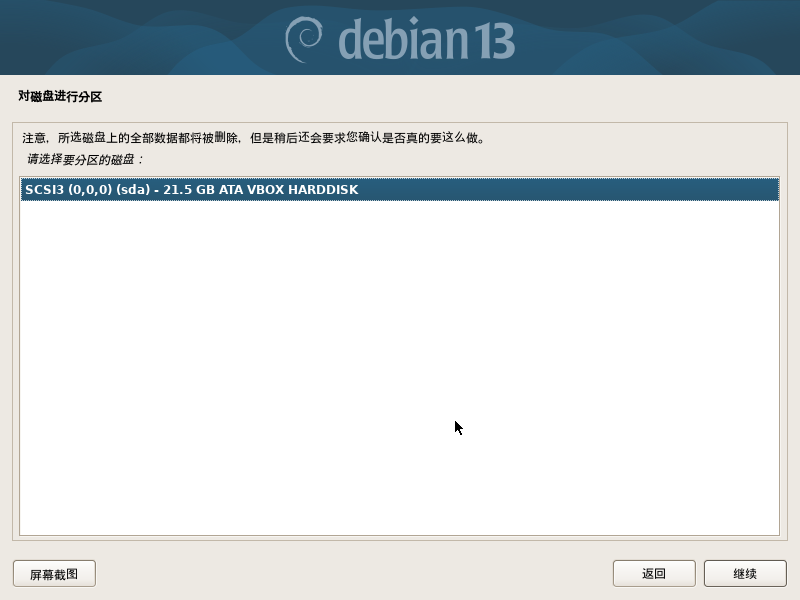 debian 13
对磁盘进行分区
注意，所选磁盘上的全部数据都将被删除，但是稍后还会要求您确认是否真的要这么做。
请选择要分区的磁盘：
SCSI3 (0,0,0) (sda) - 21.5 GB ATA VBOX HARDDISK
屏幕截图
返回
继续